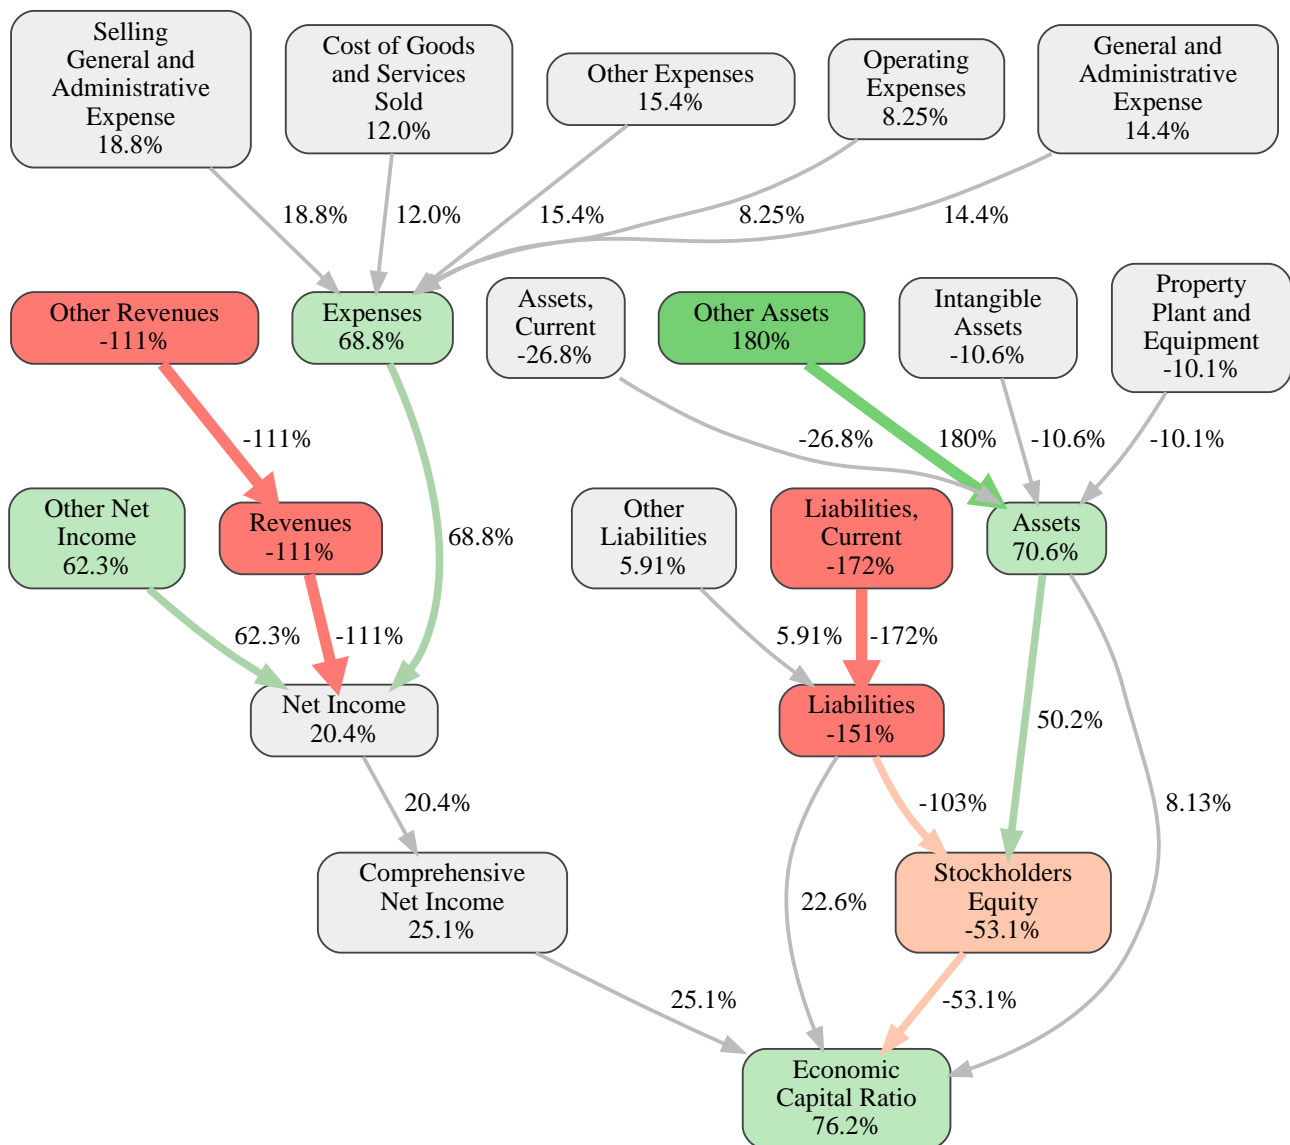 Selling
General and
Administrative
Expense
18.8%
Cost of Goods
and Services
Sold
12.0%
Other Expenses
15.4%
Operating
Expenses
8.25%
General and
Administrative
Expense
14.4%
18.8%
12.0%
15.4%
8.25%
14.4%
Other Revenues
-111%
Expenses
68.8%
Assets,
Current
-26.8%
Other Assets
180%
Intangible
Assets
-10.6%
Property
Plant and
Equipment
-10.1%
-111%
-26.8%
180%
-10.6%
-10.1%
Other Net
Income
62.3%
Revenues
-111%
68.8%
Other
Liabilities
5.91%
Liabilities,
Current
-172%
Assets
70.6%
62.3%
-111%
5.91%
-172%
Net Income
20.4%
Liabilities
-151%
50.2%
20.4%
-103%
8.13%
Comprehensive
Net Income
25.1%
22.6%
Stockholders
Equity
-53.1%
25.1%
-53.1%
Economic
Capital Ratio
76.2%